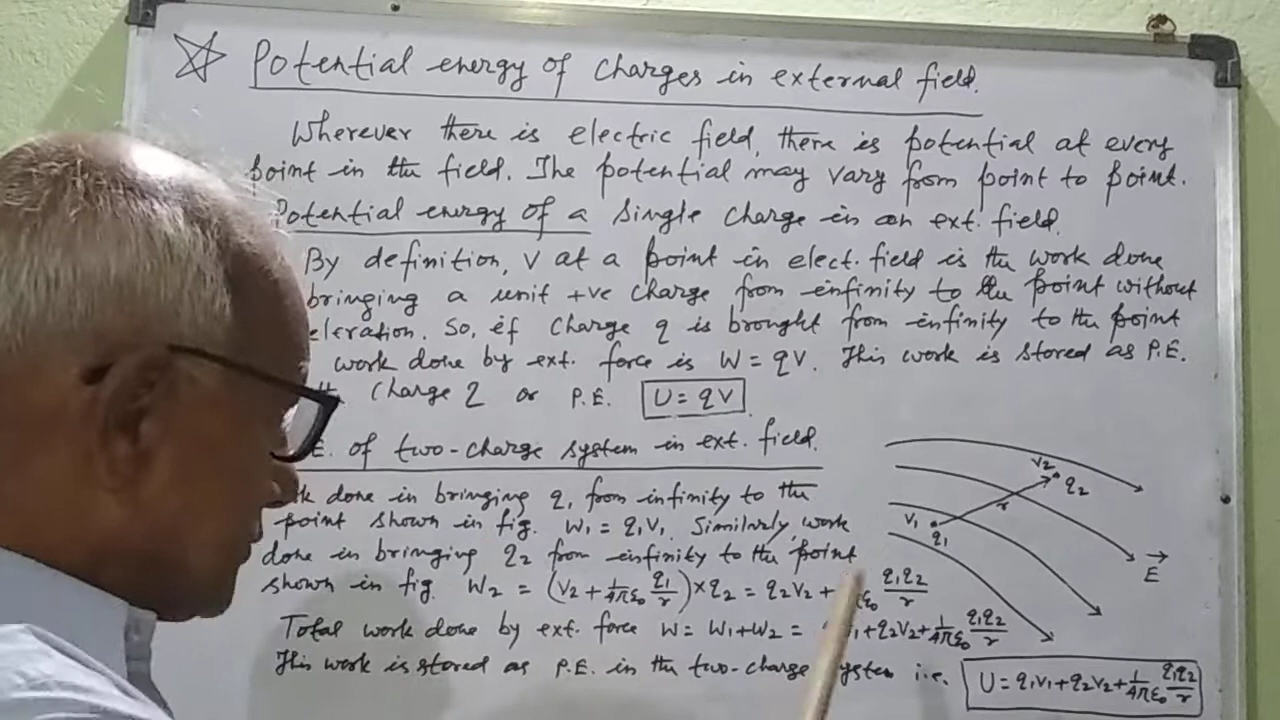 Potential energy of charges in external field.
Wherever there is electric field, there is potential at every
point in the field. The potential may vary from point to point.
Potential energy of a single charge in an ext. field.
By definition, V at a point in elect. field is the work done
bringing a unit +ve charge from infinity to the point without
eleration. So, if charge q is brought from infinity to the point
work done by ext. force is W = qV. This work is stored as P.E.
charge q or P.E. U = qV
E. of two-charge system in ext. field.
k done in bringing q₁ from infinity to the
point shown in fig. W₁ = q₁V₁. Similarly, work
done in bringing q₂ from infinity to the point
shown in fig. W₂ = (V₂ + 1/4πε₀ q₁/r) × q₂ = q₂V₂ + πε₀ q₁q₂/r
Total work done by ext. force W = W₁ + W₂ = V₁ + q₂V₂ + 1/4πε₀ q₁q₂/r
This work is stored as P.E. in the two-charge system i.e. U = q₁V₁ + q₂V₂ + 1/4πε₀ q₁q₂/r
V₂
q₂
r
V₁
q₁
E